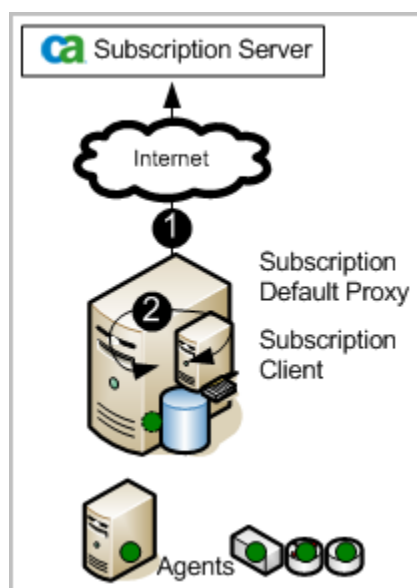 ca Subscription Server
Internet
1
Subscription
Default Proxy
2
Subscription
Client
Agents